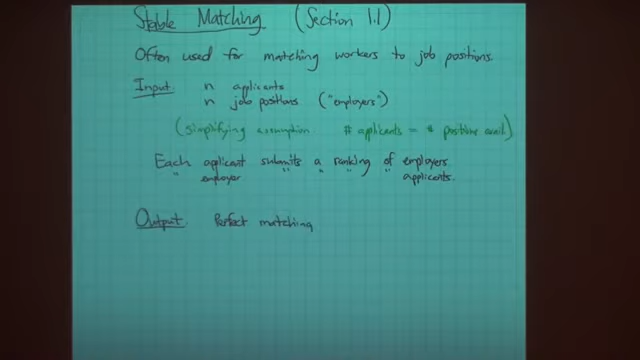 Stable Matching (Section 1.1)
Often used for matching workers to job positions.
Input n applicants
n job positions ("employers")
(simplifying assumption # applicants = # positions avail.)
Each applicant submits a ranking of employers.
" employer " " " " applicants.
Output Perfect matching